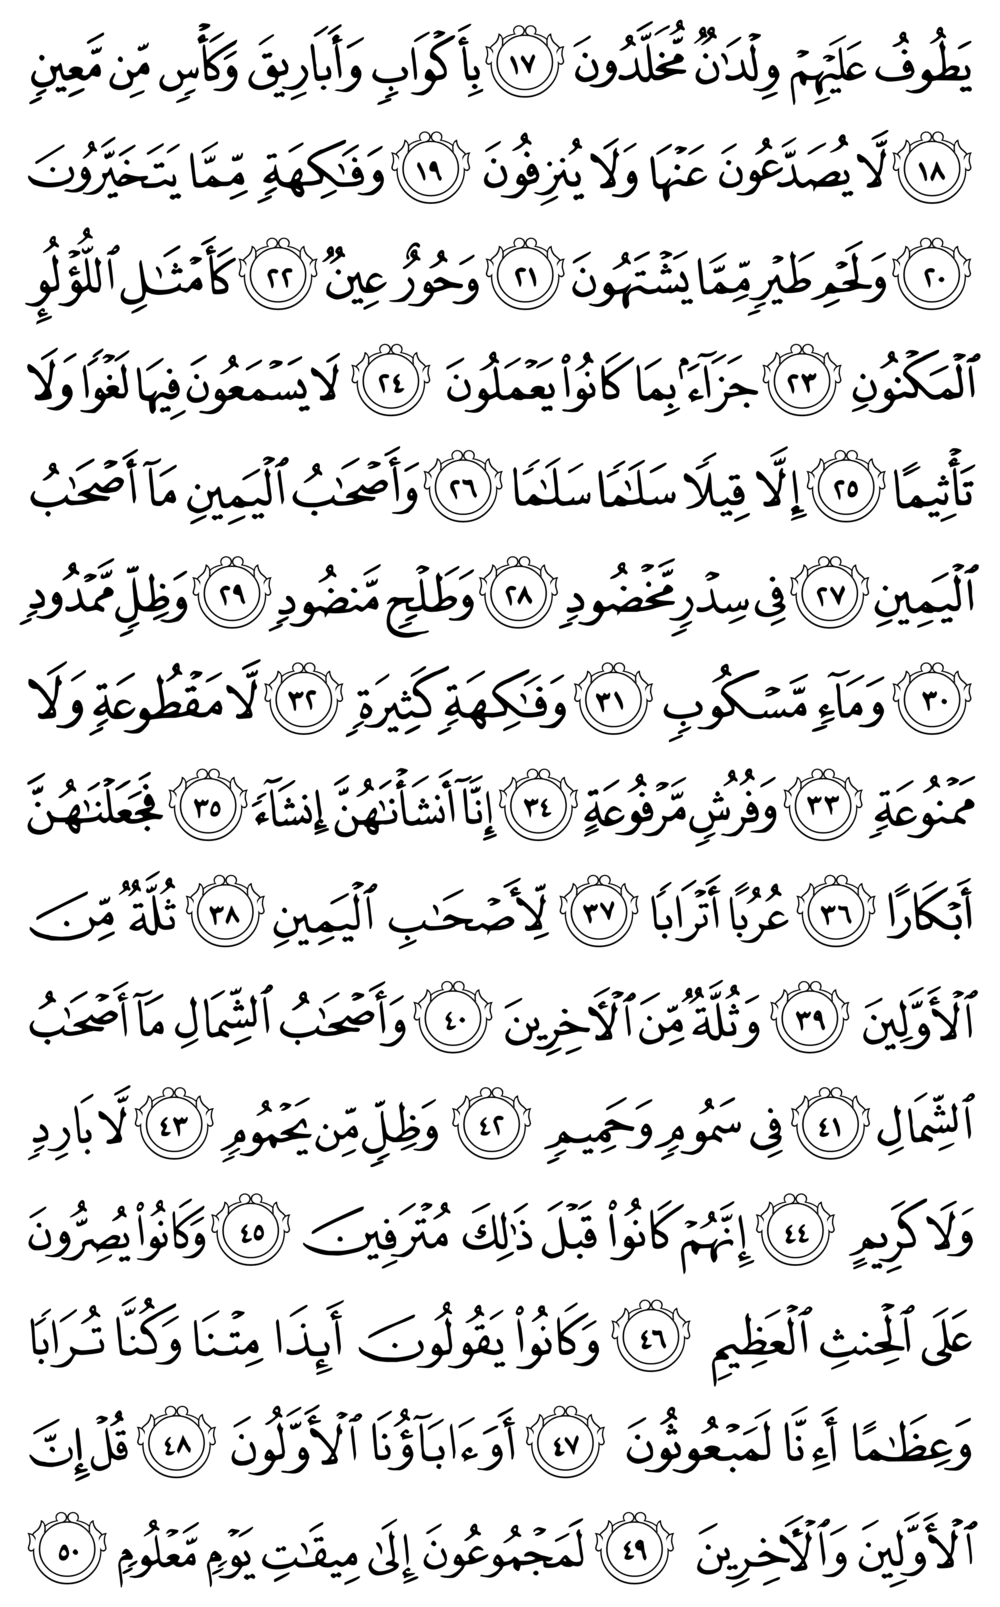 يَطُوفُ عَلَيۡهِمۡ وِلۡدَٰنٞ مُّخَلَّدُونَ ١٧ بِأَكۡوَابٖ وَأَبَارِيقَ وَكَأۡسٖ مِّن مَّعِينٖ
١٨ لَّا يُصَدَّعُونَ عَنۡهَا وَلَا يُنزِفُونَ ١٩ وَفَٰكِهَةٖ مِّمَّا يَتَخَيَّرُونَ
٢٠ وَلَحۡمِ طَيۡرٖ مِّمَّا يَشۡتَهُونَ ٢١ وَحُورٌ عِينٞ ٢٢ كَأَمۡثَٰلِ ٱللُّؤۡلُوِٕ
ٱلۡمَكۡنُونِ ٢٣ جَزَآءَۢ بِمَا كَانُواْ يَعۡمَلُونَ ٢٤ لَا يَسۡمَعُونَ فِيهَا لَغۡوٗا وَلَا
تَأۡثِيمًا ٢٥ إِلَّا قِيلٗا سَلَٰمٗا سَلَٰمٗا ٢٦ وَأَصۡحَٰبُ ٱلۡيَمِينِ مَآ أَصۡحَٰبُ
ٱلۡيَمِينِ ٢٧ فِي سِدۡرٖ مَّخۡضُودٖ ٢٨ وَطَلۡحٖ مَّنضُودٖ ٢٩ وَظِلّٖ مَّمۡدُودٖ
٣٠ وَمَآءٖ مَّسۡكُوبٖ ٣١ وَفَٰكِهَةٖ كَثِيرَةٖ ٣٢ لَّا مَقۡطُوعَةٖ وَلَا
مَمۡنُوعَةٖ ٣٣ وَفُرُشٖ مَّرۡفُوعَةٍ ٣٤ إِنَّآ أَنشَأۡنَٰهُنَّ إِنشَآءٗ ٣٥ فَجَعَلۡنَٰهُنَّ
أَبۡكَارًا ٣٦ عُرُبًا أَتۡرَابٗا ٣٧ لِّأَصۡحَٰبِ ٱلۡيَمِينِ ٣٨ ثُلَّةٞ مِّنَ
ٱلۡأَوَّلِينَ ٣٩ وَثُلَّةٞ مِّنَ ٱلۡأٓخِرِينَ ٤٠ وَأَصۡحَٰبُ ٱلشِّمَالِ مَآ أَصۡحَٰبُ
ٱلشِّمَالِ ٤١ فِي سَمُومٖ وَحَمِيمٖ ٤٢ وَظِلّٖ مِّن يَحۡمُومٖ ٤٣ لَّا بَارِدٖ
وَلَا كَرِيمٍ ٤٤ إِنَّهُمۡ كَانُواْ قَبۡلَ ذَٰلِكَ مُتۡرَفِينَ ٤٥ وَكَانُواْ يُصِرُّونَ
عَلَى ٱلۡحِنثِ ٱلۡعَظِيمِ ٤٦ وَكَانُواْ يَقُولُونَ أَئِذَا مِتۡنَا وَكُنَّا تُرَابٗا
وَعِظَٰمًا أَءِنَّا لَمَبۡعُوثُونَ ٤٧ أَوَءَابَآؤُنَا ٱلۡأَوَّلُونَ ٤٨ قُلۡ إِنَّ
ٱلۡأَوَّلِينَ وَٱلۡأٓخِرِينَ ٤٩ لَمَجۡمُوعُونَ إِلَىٰ مِيقَٰتِ يَوۡمٖ مَّعۡلُومٖ ٥٠